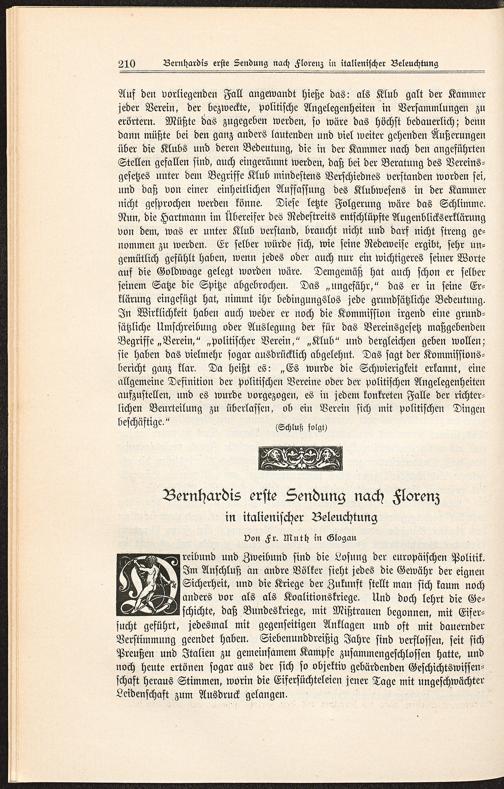 210 Bernhardis erste Sendung nach Florenz in italienischer Beleuchtung
Auf den vorliegenden Fall angewandt hieße das: als Klub galt der Kammer
jeder Verein, der bezweckte, politische Angelegenheiten in Versammlungen zu
erörtern. Müßte das zugegeben werden, so wäre das höchst bedauerlich; denn
dann müßte bei den ganz anders lautenden und viel weiter gehenden Äußerungen
über die Klubs und deren Bedeutung, die in der Kammer nach den angeführten
Stellen gefallen sind, auch eingeräumt werden, daß bei der Beratung des Vereins-
gesetzes unter dem Begriffe Klub mindestens Verschiednes verstanden worden sei,
und daß von einer einheitlichen Auffassung des Klubwesens in der Kammer
nicht gesprochen werden könne. Diese letzte Folgerung wäre das Schlimme.
Nun, die Hartmann im Übereifer des Redestreits entschlüpfte Augenblickserklärung
von dem, was er unter Klub verstand, braucht nicht und darf nicht streng ge-
nommen zu werden. Er selber würde sich, wie seine Redeweise ergibt, sehr un-
gemütlich gefühlt haben, wenn jedes oder auch nur ein wichtigeres seiner Worte
auf die Goldwage gelegt worden wäre. Demgemäß hat auch schon er selber
seinem Satze die Spitze abgebrochen. Das „ungefähr,“ das er in seine Er-
klärung eingefügt hat, nimmt ihr bedingungslos jede grundsätzliche Bedeutung.
In Wirklichkeit haben auch weder er noch die Kommission irgend eine grund-
sätzliche Umschreibung oder Auslegung der für das Vereinsgesetz maßgebenden
Begriffe „Verein,“ „politischer Verein,“ „Klub“ und dergleichen geben wollen;
sie haben das vielmehr sogar ausdrücklich abgelehnt. Das sagt der Kommissions-
bericht ganz klar. Da heißt es: „Es wurde die Schwierigkeit erkannt, eine
allgemeine Definition der politischen Vereine oder der politischen Angelegenheiten
aufzustellen, und es wurde vorgezogen, es in jedem konkreten Falle der richter-
lichen Beurteilung zu überlassen, ob ein Verein sich mit politischen Dingen
beschäftige.“
(Schluß folgt)
Bernhardis erste Sendung nach Florenz
in italienischer Beleuchtung
Von Fr. Muth in Glogau
Dreibund und Zweibund sind die Losung der europäischen Politik.
Im Anschluß an andre Völker sieht jedes die Gewähr der eignen
Sicherheit, und die Kriege der Zukunft stellt man sich kaum noch
anders vor als als Koalitionskriege. Und doch lehrt die Ge-
schichte, daß Bundeskriege, mit Mißtrauen begonnen, mit Eifer-
sucht geführt, jedesmal mit gegenseitigen Anklagen und oft mit dauernder
Verstimmung geendet haben. Siebenunddreißig Jahre sind verflossen, seit sich
Preußen und Italien zu gemeinsamem Kampfe zusammengeschlossen hatte, und
noch heute ertönen sogar aus der sich so objektiv gebärdenden Geschichtswissen-
schaft heraus Stimmen, worin die Eifersüchteleien jener Tage mit ungeschwächter
Leidenschaft zum Ausdruck gelangen.